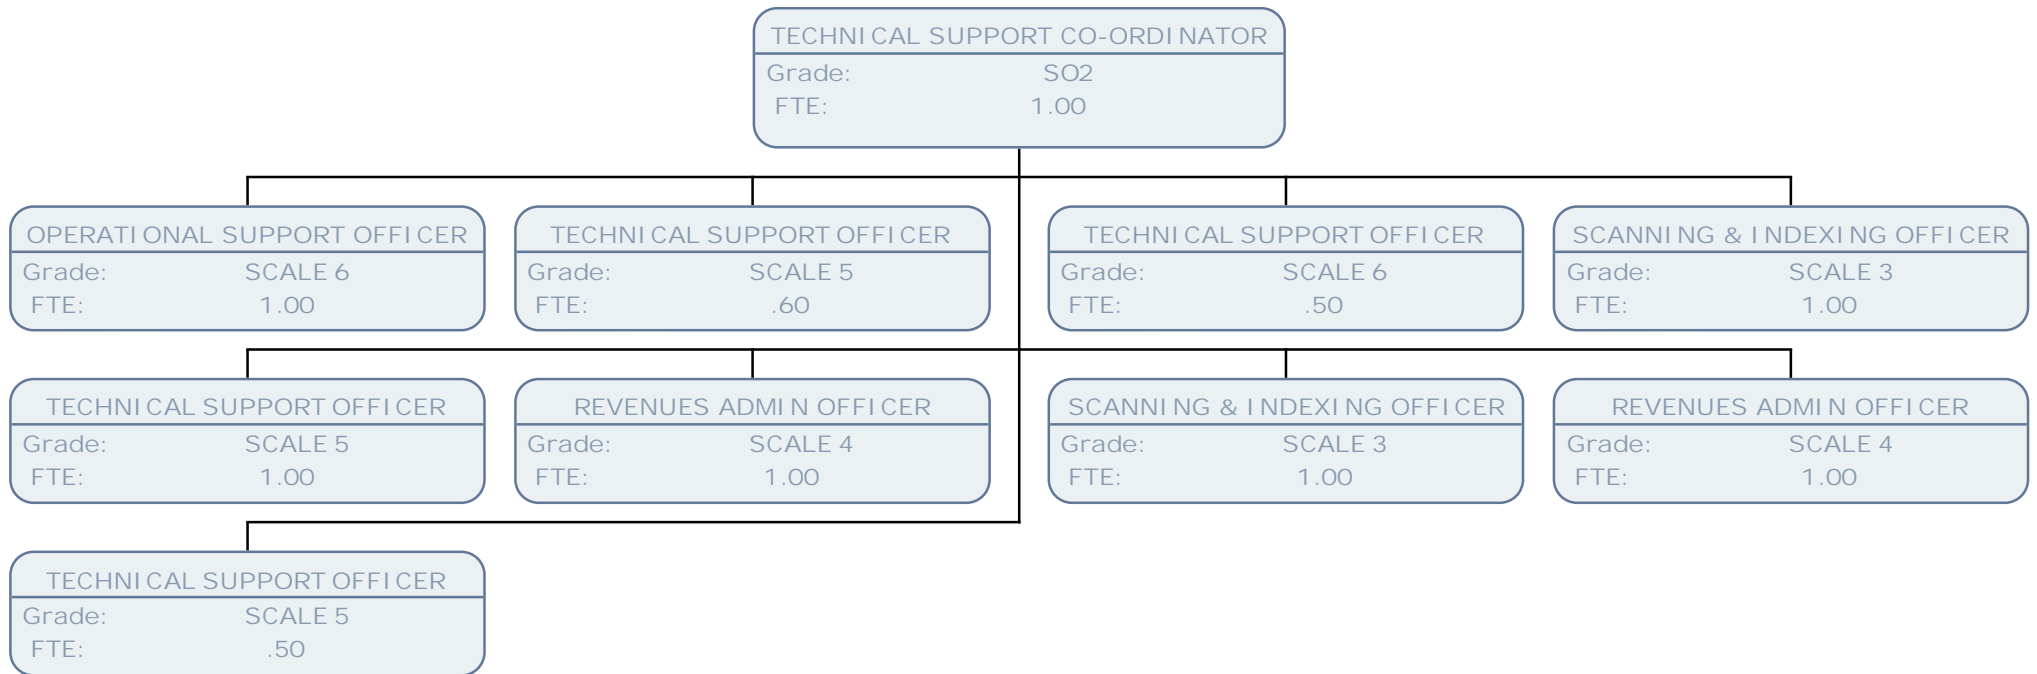 TECHNICAL SUPPORT CO-ORDINATOR
Grade: SO2
FTE: 1.00
OPERATIONAL SUPPORT OFFICER
Grade: SCALE 6
FTE: 1.00
TECHNICAL SUPPORT OFFICER
Grade: SCALE 5
FTE: .60
TECHNICAL SUPPORT OFFICER
Grade: SCALE 6
FTE: .50
SCANNING & INDEXING OFFICER
Grade: SCALE 3
FTE: 1.00
TECHNICAL SUPPORT OFFICER
Grade: SCALE 5
FTE: 1.00
REVENUES ADMIN OFFICER
Grade: SCALE 4
FTE: 1.00
SCANNING & INDEXING OFFICER
Grade: SCALE 3
FTE: 1.00
REVENUES ADMIN OFFICER
Grade: SCALE 4
FTE: 1.00
TECHNICAL SUPPORT OFFICER
Grade: SCALE 5
FTE: .50